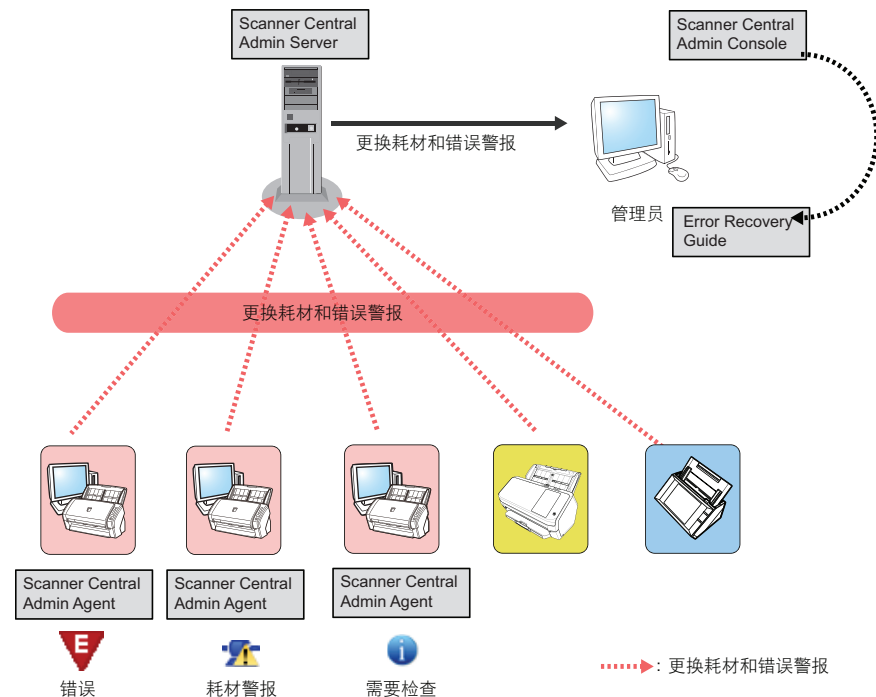 Scanner Central
Admin Server
Scanner Central
Admin Console
更换耗材和错误警报
管理员
Error Recovery
Guide
更换耗材和错误警报
Scanner Central
Admin Agent
Scanner Central
Admin Agent
Scanner Central
Admin Agent
E
i
错误
耗材警报
需要检查
: 更换耗材和错误警报